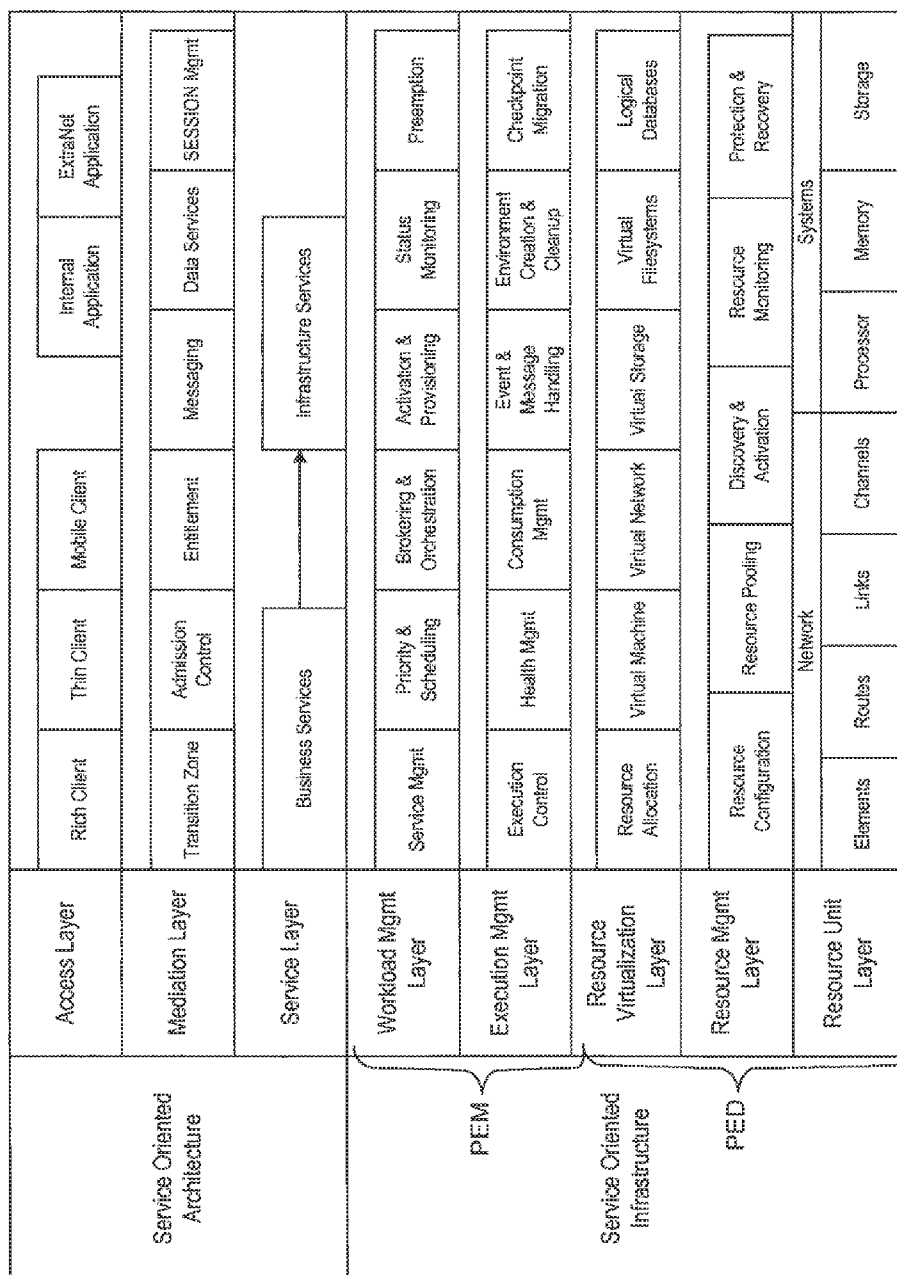 Service Oriented
Architecture
Access Layer
Rich Client
Thin Client
Mobile Client
Internal
Application
ExtraNet
Application
Mediation Layer
Transition Zone
Admission
Control
Entitlement
Messaging
Data Services
SESSION Mgmt
Service Layer
Business Services
Infrastructure Services
Service Oriented
Infrastructure
PEM
Workload Mgmt
Layer
Service Mgmt
Priority &
Scheduling
Brokering &
Orchestration
Activation &
Provisioning
Status
Monitoring
Preemption
Execution Mgmt
Layer
Execution
Control
Health Mgmt
Consumption
Mgmt
Event &
Message
Handling
Environment
Creation &
Cleanup
Checkpoint
Migration
PED
Resource
Virtualization
Layer
Resource
Allocation
Virtual Machine
Virtual Network
Virtual Storage
Virtual
Filesystems
Logical
Databases
Resource Mgmt
Layer
Resource
Configuration
Resource Pooling
Discovery &
Activation
Resource
Monitoring
Protection &
Recovery
Resource Unit
Layer
Network
Systems
Elements
Routes
Links
Channels
Processor
Memory
Storage